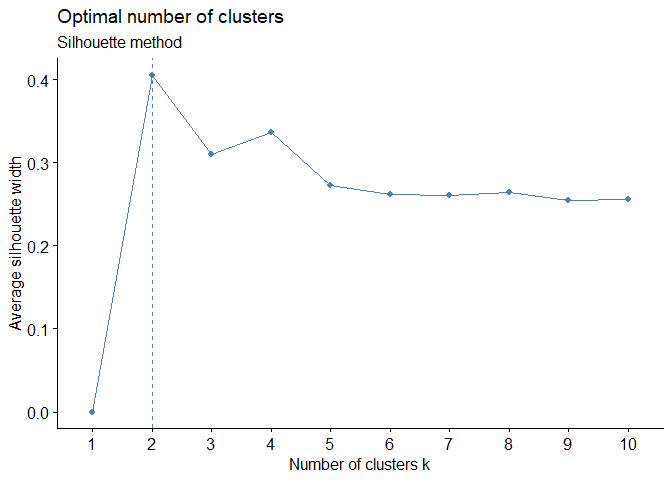 Optimal number of clusters
Silhouette method
Average silhouette width
0.4
0.3
0.2
0.1
0.0
1 2 3 4 5 6 7 8 9 10
Number of clusters k